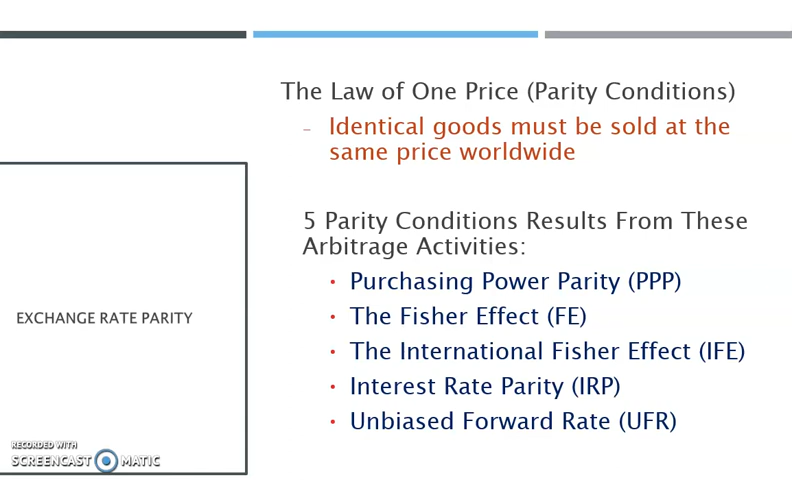 The Law of One Price (Parity Conditions)
- Identical goods must be sold at the
same price worldwide
5 Parity Conditions Results From These
Arbitrage Activities:
• Purchasing Power Parity (PPP)
• The Fisher Effect (FE)
• The International Fisher Effect (IFE)
• Interest Rate Parity (IRP)
• Unbiased Forward Rate (UFR)
EXCHANGE RATE PARITY
RECORDED WITH
SCREENCAST MATIC